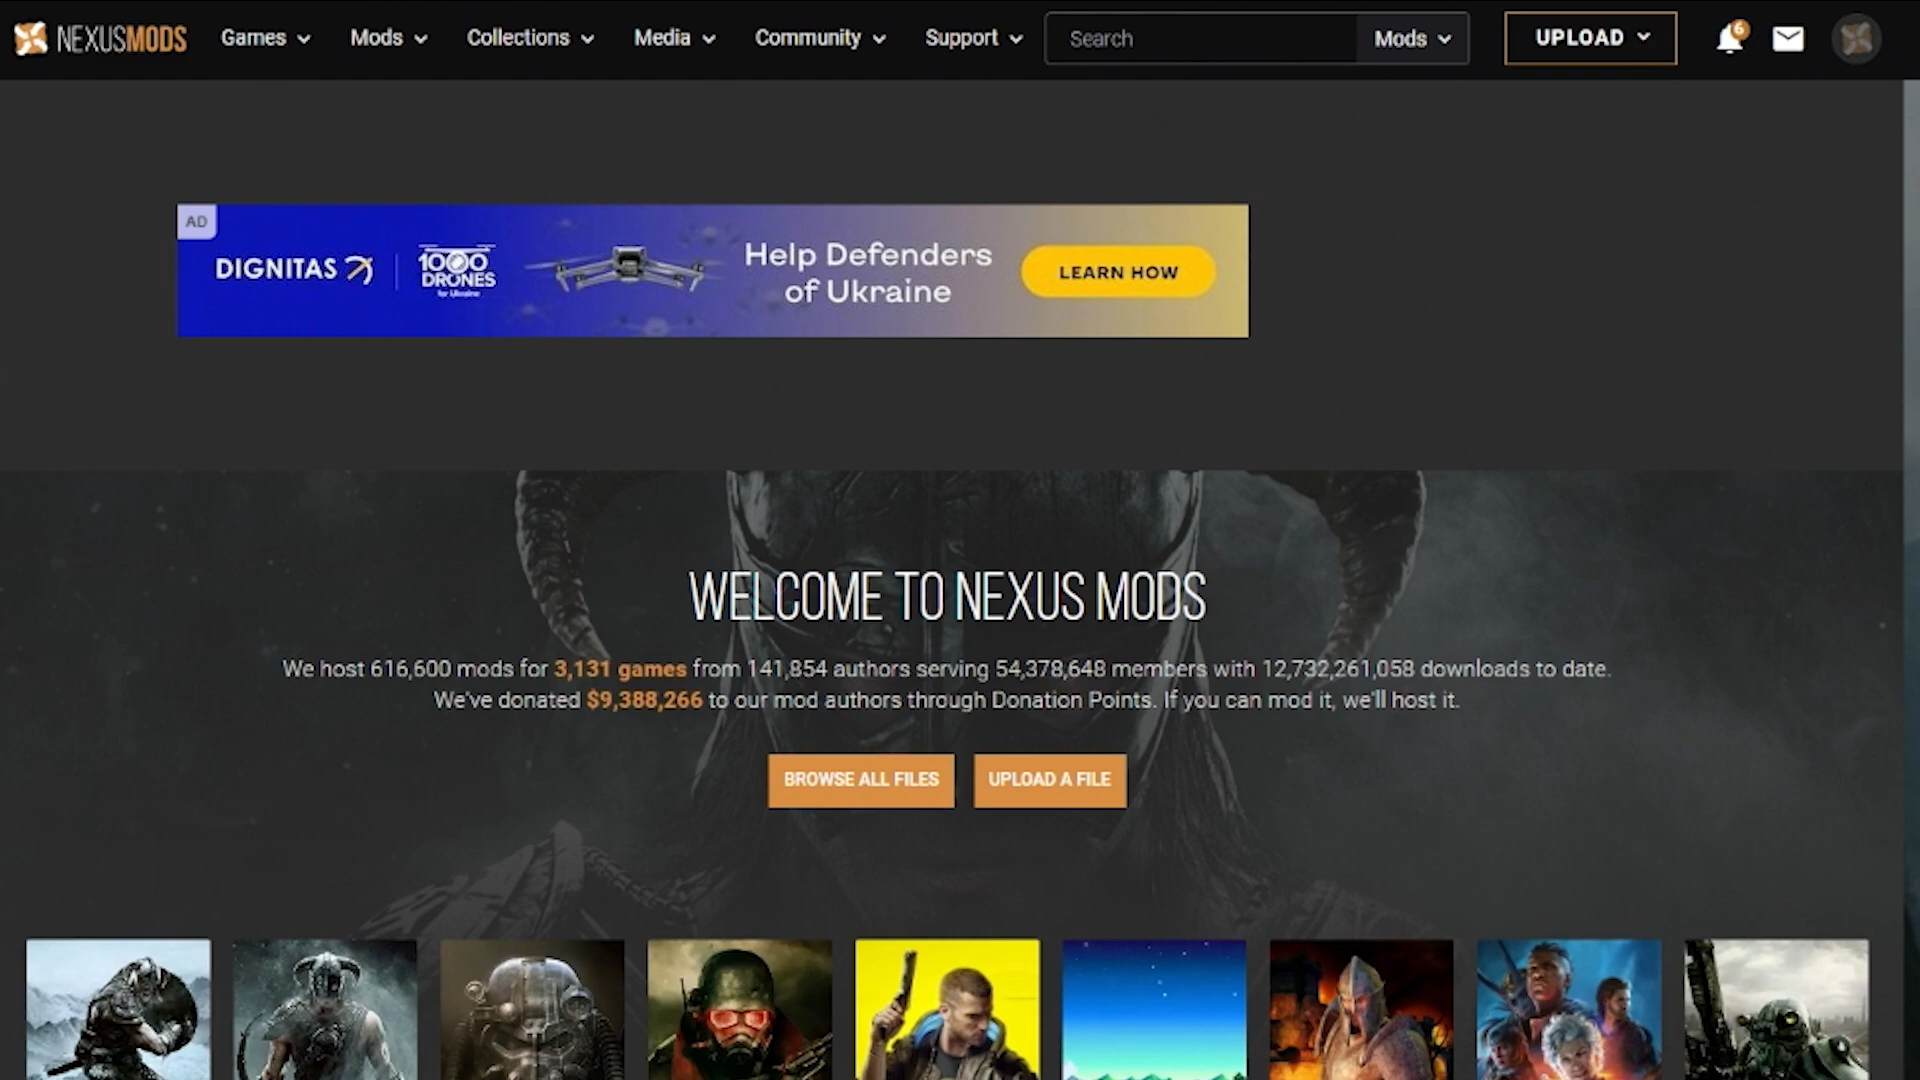 NEXUSMODS Games Mods Collections Media Community Support Search Mods UPLOAD 6
AD
DIGNITAS 1000 DRONES for Ukraine
Help Defenders
of Ukraine
LEARN HOW
WELCOME TO NEXUS MODS
We host 616,600 mods for 3,131 games from 141,854 authors serving 54,378,648 members with 12,732,261,058 downloads to date.
We've donated $9,388,266 to our mod authors through Donation Points. If you can mod it, we'll host it.
BROWSE ALL FILES UPLOAD A FILE